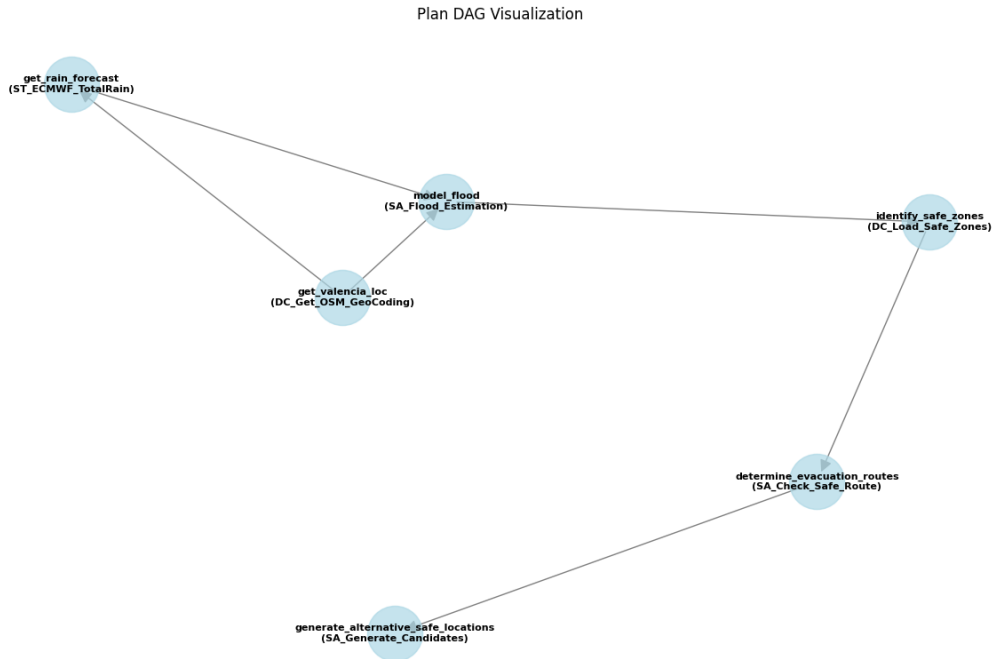 Plan DAG Visualization
get_rain_forecast
(ST_ECMWF_TotalRain)
model_flood
(SA_Flood_Estimation)
identify_safe_zones
(DC_Load_Safe_Zones)
get_valencia_loc
(DC_Get_OSM_GeoCoding)
determine_evacuation_routes
(SA_Check_Safe_Route)
generate_alternative_safe_locations
(SA_Generate_Candidates)